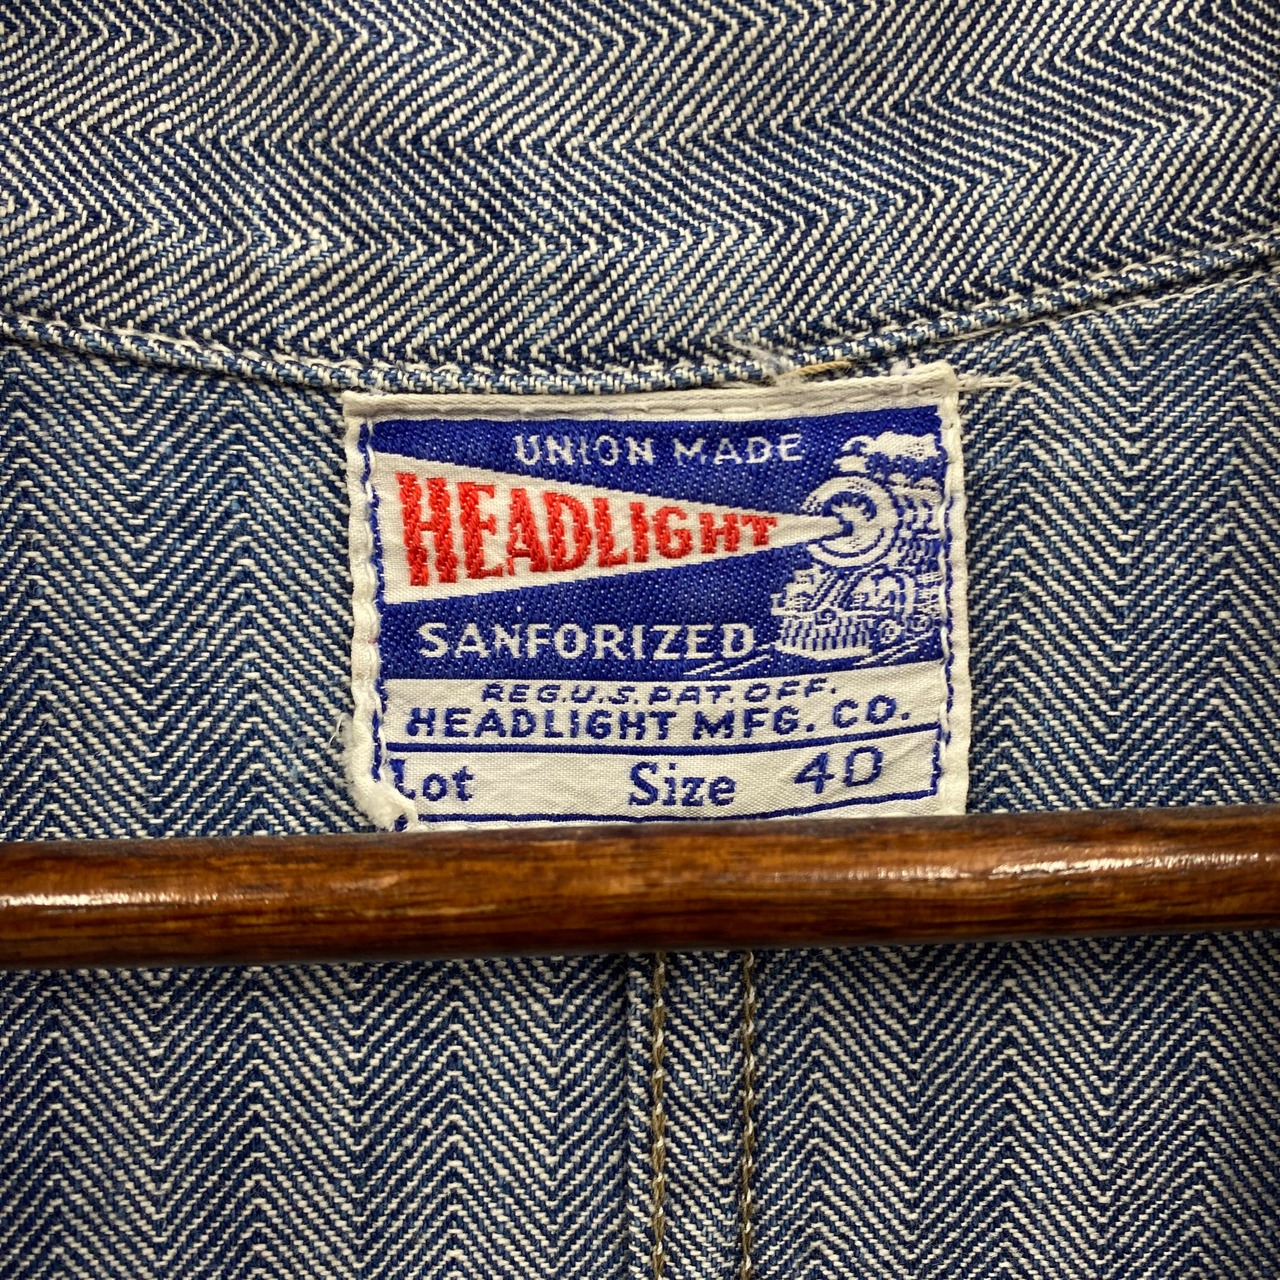 UNION MADE
HEADLIGHT
SANFORIZED
REG.U.S.PAT.OFF.
HEADLIGHT MFG. CO.
Lot Size 40